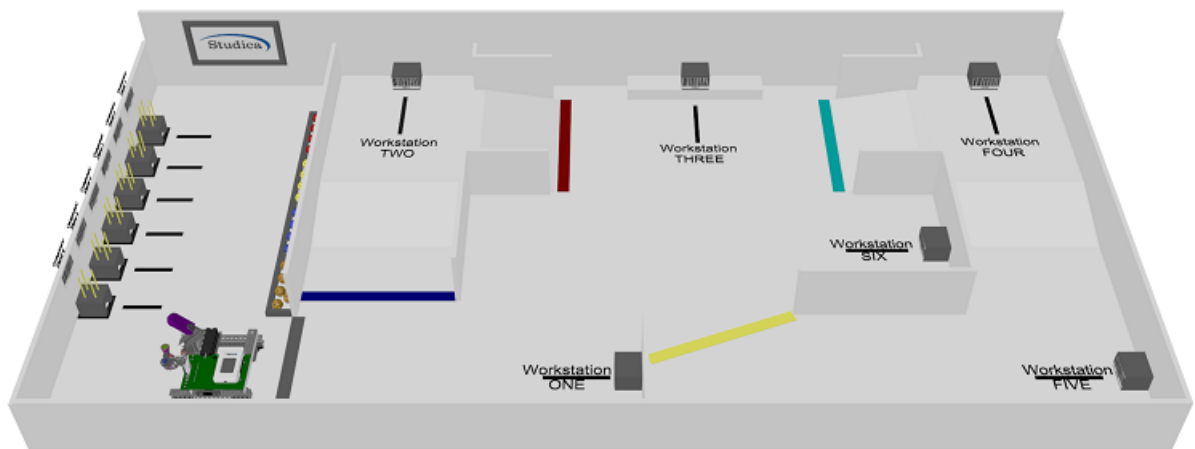 Studica
Workstation
TWO
Workstation
THREE
Workstation
FOUR
Workstation
SIX
Workstation
ONE
Workstation
FIVE